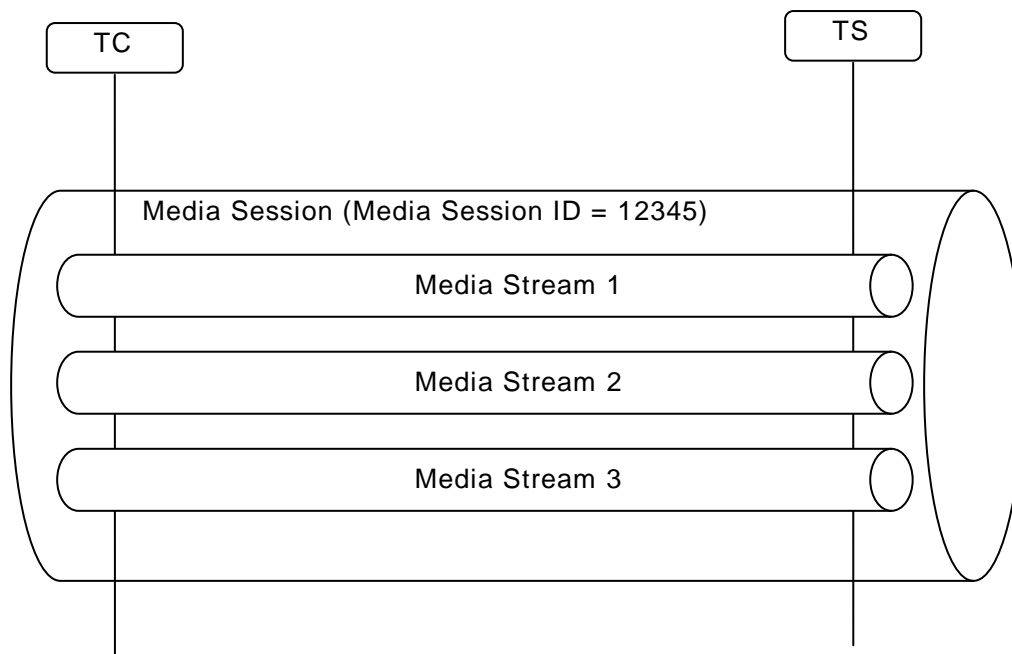 TC
TS
Media Session (Media Session ID = 12345)
Media Stream 1
Media Stream 2
Media Stream 3